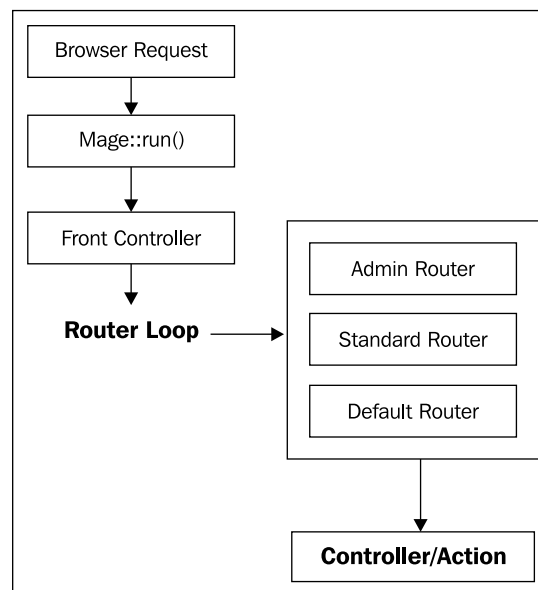 Browser Request
Mage::run()
Front Controller
Router Loop
Admin Router
Standard Router
Default Router
Controller/Action